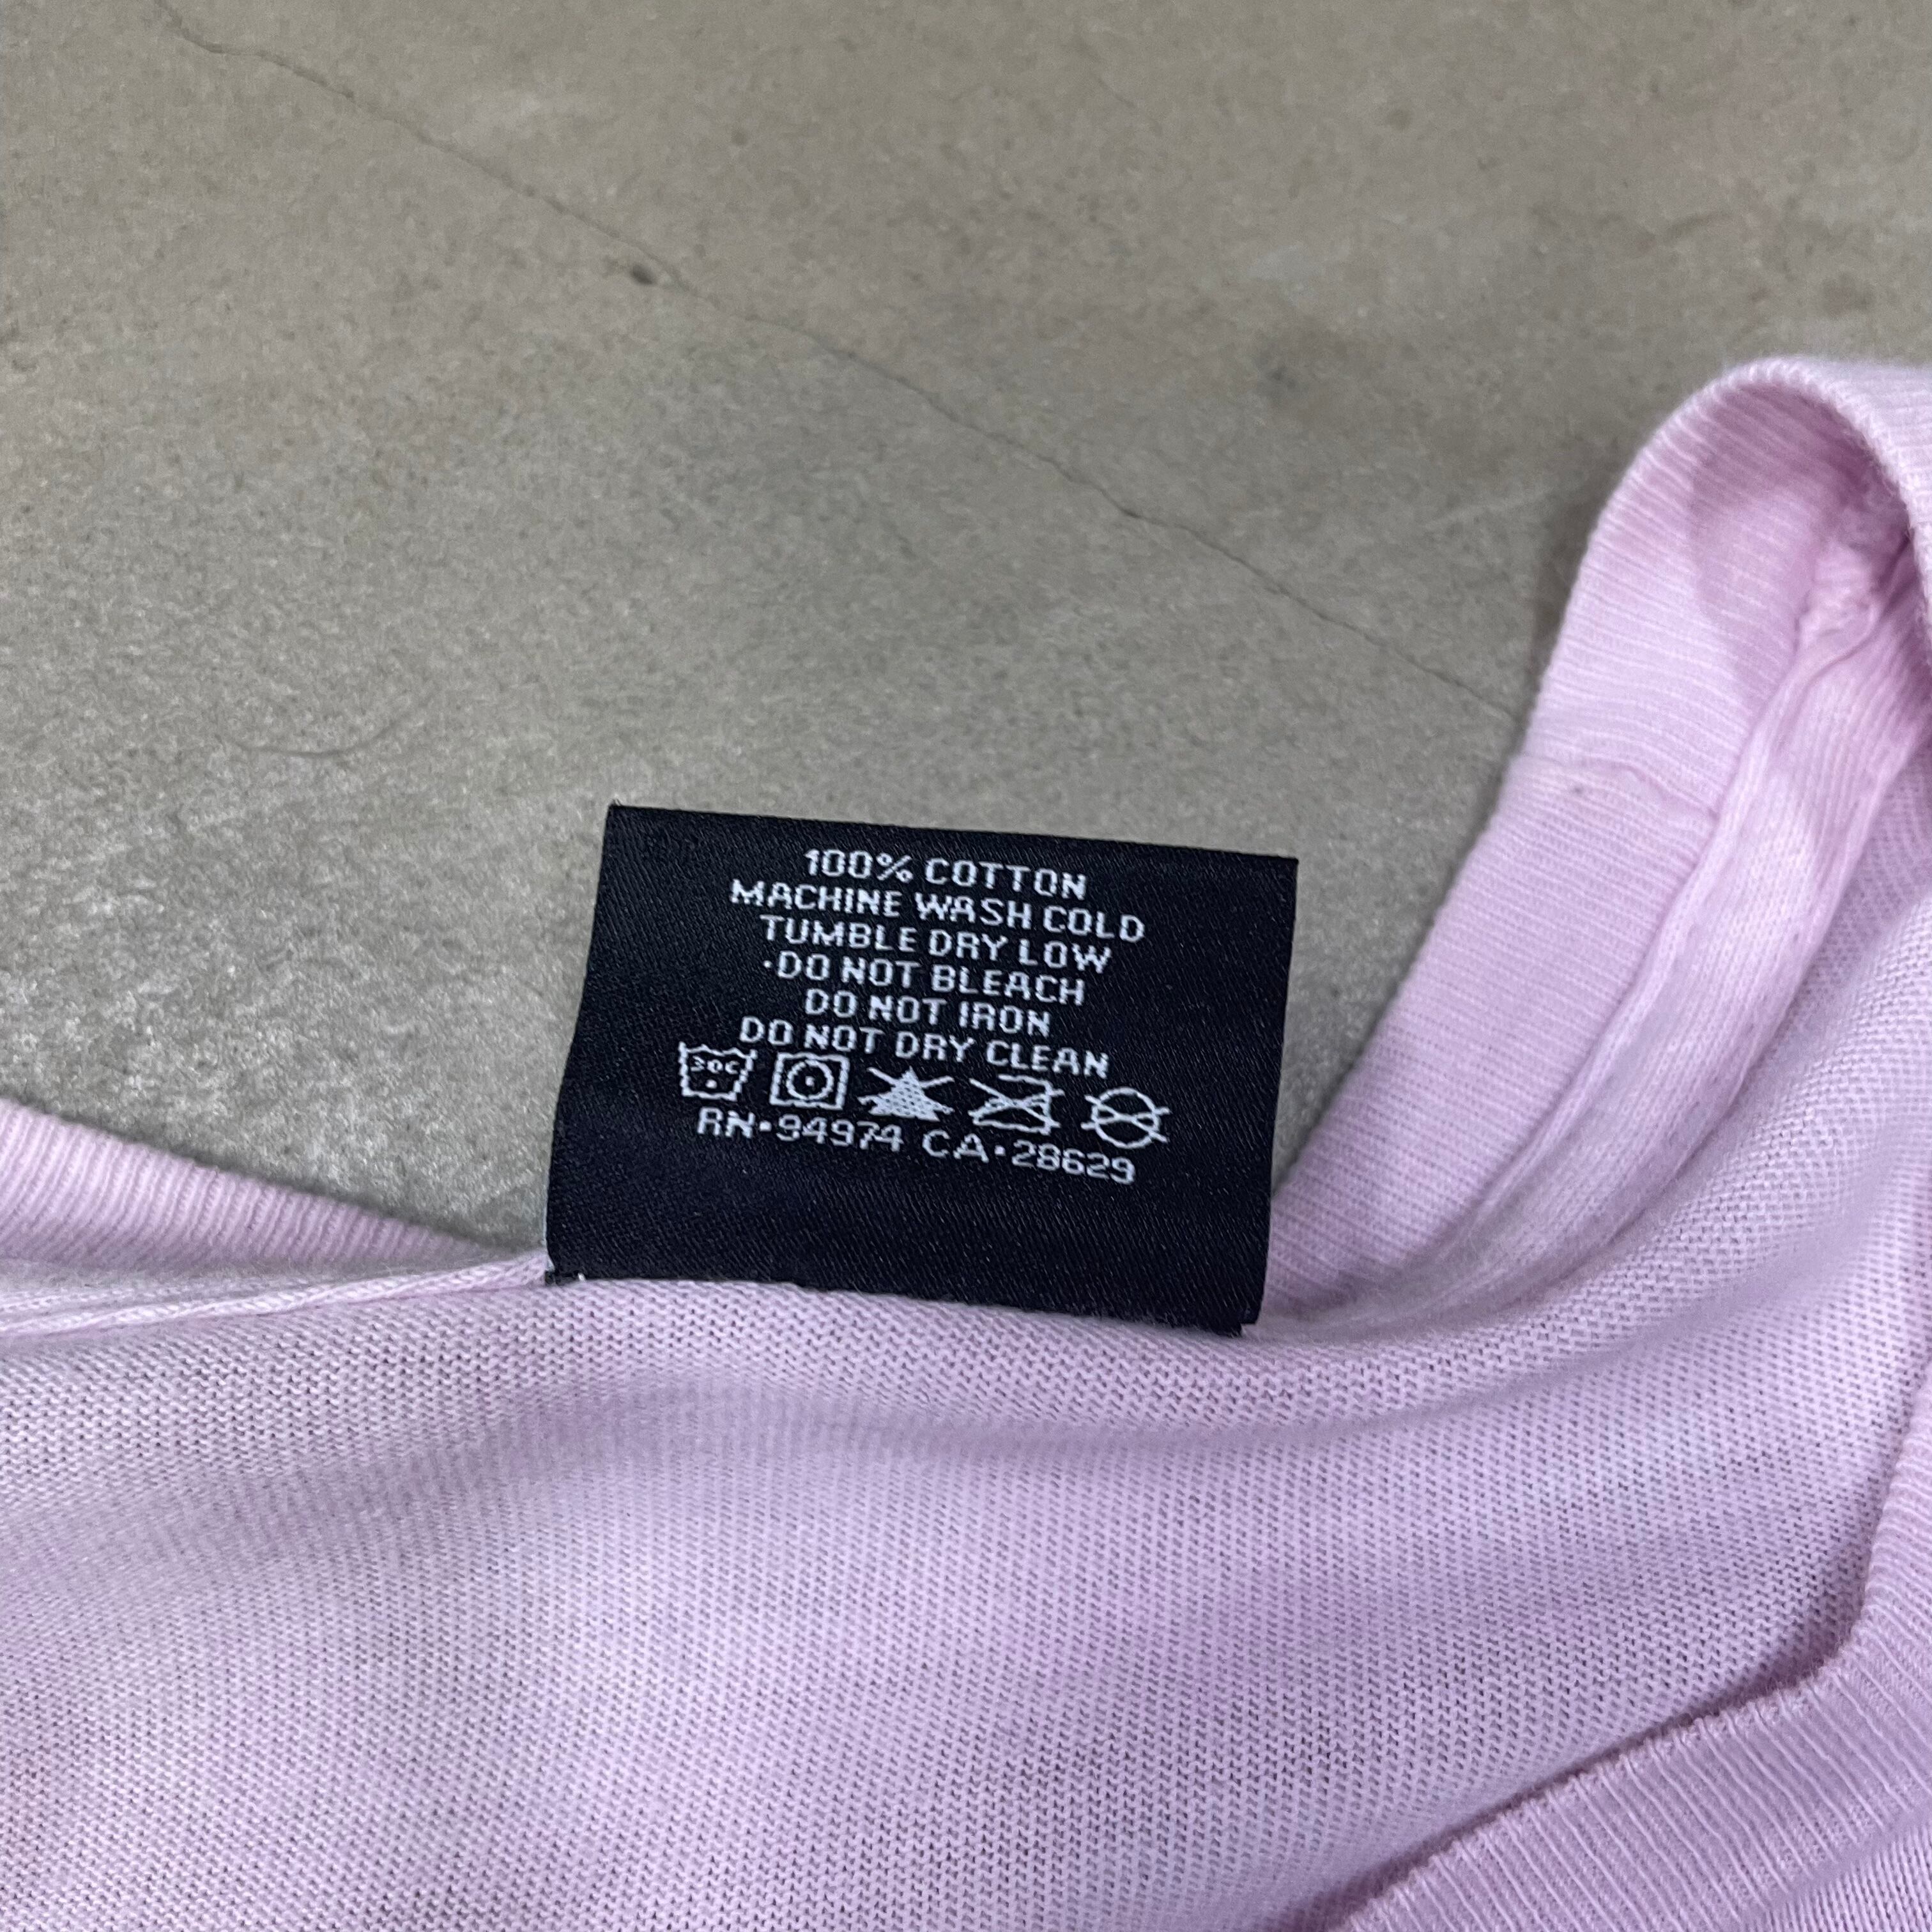 100% COTTON
MACHINE WASH COLD
TUMBLE DRY LOW
·DO NOT BLEACH
DO NOT IRON
DO NOT DRY CLEAN
30C
RN·94974 CA·28629